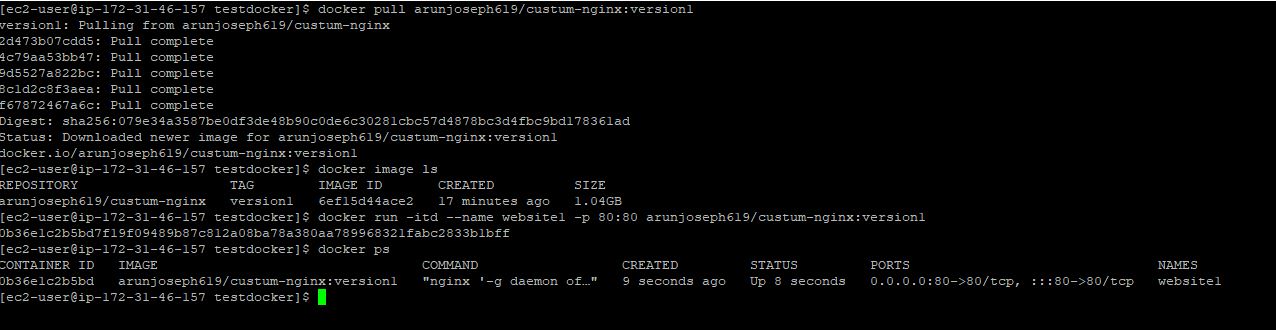 [ec2-user@ip-172-31-46-157 testdocker]$ docker pull arunjoseph619/custum-nginx:version1
version1: Pulling from arunjoseph619/custum-nginx
2d473b07cdd5: Pull complete
4c79aa53bb47: Pull complete
9d5527a822bc: Pull complete
8c1d2c8f3aea: Pull complete
f67872467a6c: Pull complete
Digest: sha256:079e34a3587be0df3de48b90c0de6c30281cbc57d4878bc3d4fbc9bd178361ad
Status: Downloaded newer image for arunjoseph619/custum-nginx:version1
docker.io/arunjoseph619/custum-nginx:version1
[ec2-user@ip-172-31-46-157 testdocker]$ docker image ls
REPOSITORY TAG IMAGE ID CREATED SIZE
arunjoseph619/custum-nginx version1 6ef15d44ace2 17 minutes ago 1.04GB
[ec2-user@ip-172-31-46-157 testdocker]$ docker run -itd --name website1 -p 80:80 arunjoseph619/custum-nginx:version1
0b36e1c2b5bd7f19f09489b87c812a08ba78a380aa789968321fabc2833b1bff
[ec2-user@ip-172-31-46-157 testdocker]$ docker ps
CONTAINER ID IMAGE COMMAND CREATED STATUS PORTS NAMES
0b36e1c2b5bd arunjoseph619/custum-nginx:version1 "nginx '-g daemon of…" 9 seconds ago Up 8 seconds 0.0.0.0:80->80/tcp, :::80->80/tcp website1
[ec2-user@ip-172-31-46-157 testdocker]$